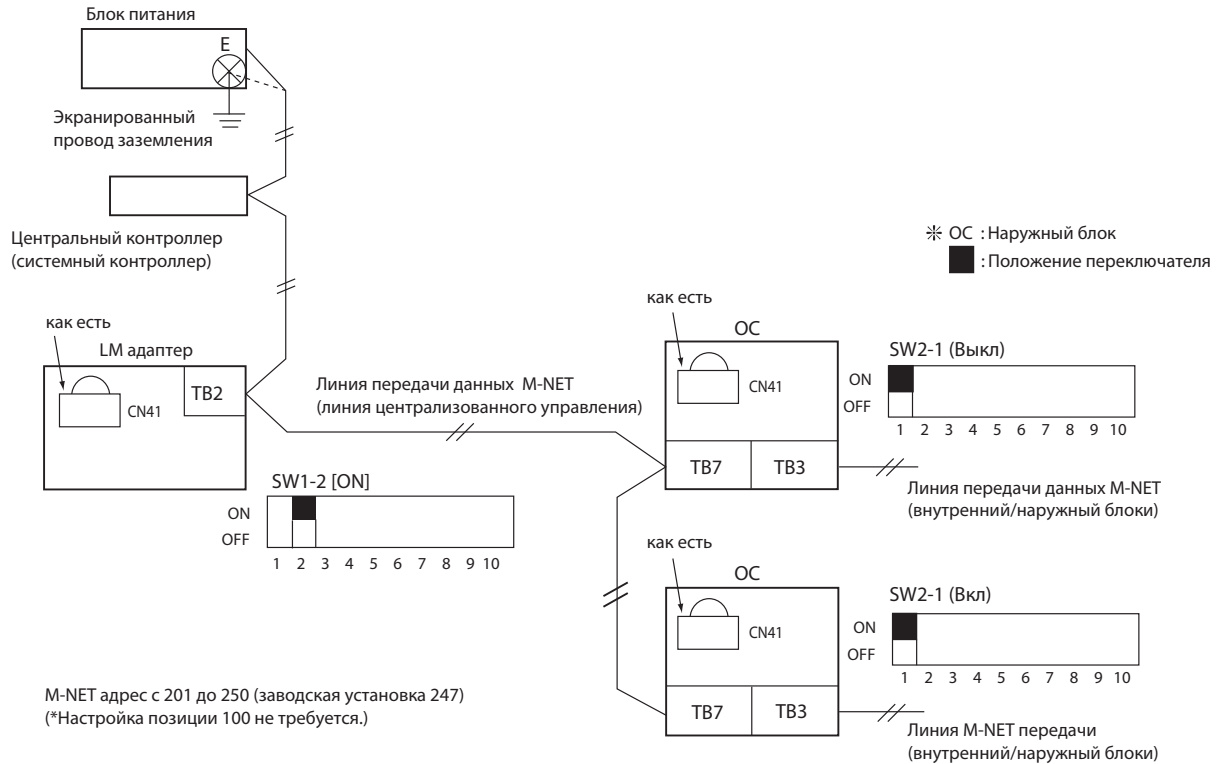 Блок питания
E
Экранированный
провод заземления
Центральный контроллер
(системный контроллер)
❊ ОС : Наружный блок
: Положение переключателя
как есть
LM адаптер
TB2
CN41
Линия передачи данных M-NET
(линия централизованного управления)
SW1-2 [ON]
ON
OFF
1 2 3 4 5 6 7 8 9 10
как есть
ОС
CN41
TB7
TB3
SW2-1 (Выкл)
ON
OFF
1 2 3 4 5 6 7 8 9 10
Линия передачи данных M-NET
(внутренний/наружный блоки)
как есть
ОС
CN41
TB7
TB3
SW2-1 (Вкл)
ON
OFF
1 2 3 4 5 6 7 8 9 10
Линия M-NET передачи
(внутренний/наружный блоки)
M-NET адрес с 201 до 250 (заводская установка 247)
(*Настройка позиции 100 не требуется.)